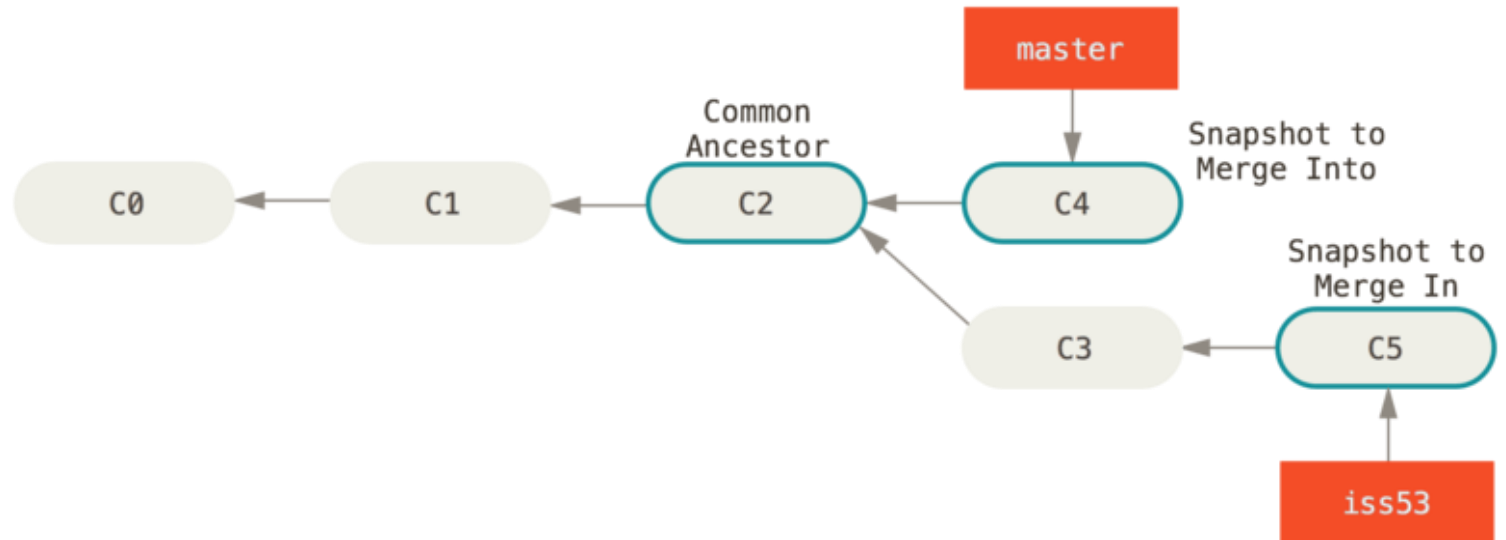 master
Common
Ancestor
Snapshot to
Merge Into
C0
C1
C2
C4
Snapshot to
Merge In
C3
C5
iss53